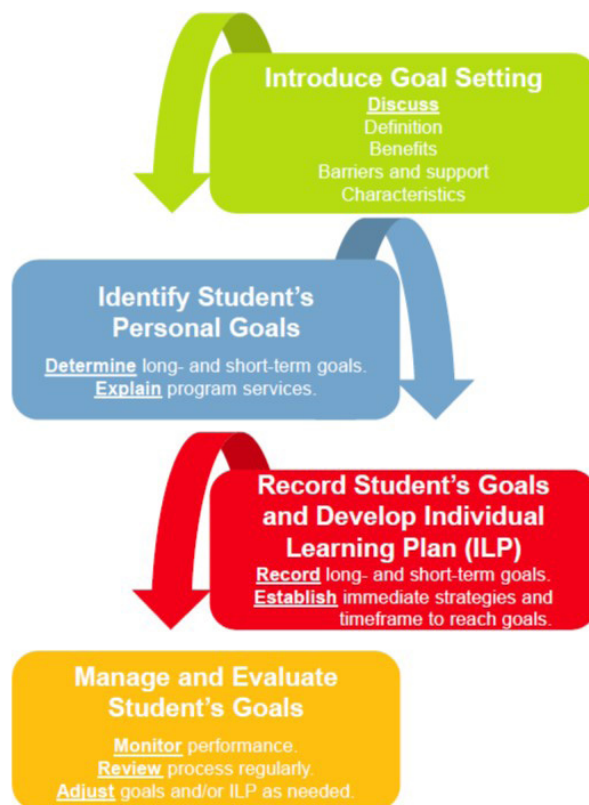 Introduce Goal Setting
Discuss
Definition
Benefits
Barriers and support
Characteristics
Identify Student's
Personal Goals
Determine long- and short-term goals.
Explain program services.
Record Student's Goals
and Develop Individual
Learning Plan (ILP)
Record long- and short-term goals.
Establish immediate strategies and
timeframe to reach goals.
Manage and Evaluate
Student's Goals
Monitor performance.
Review process regularly.
Adjust goals and/or ILP as needed.